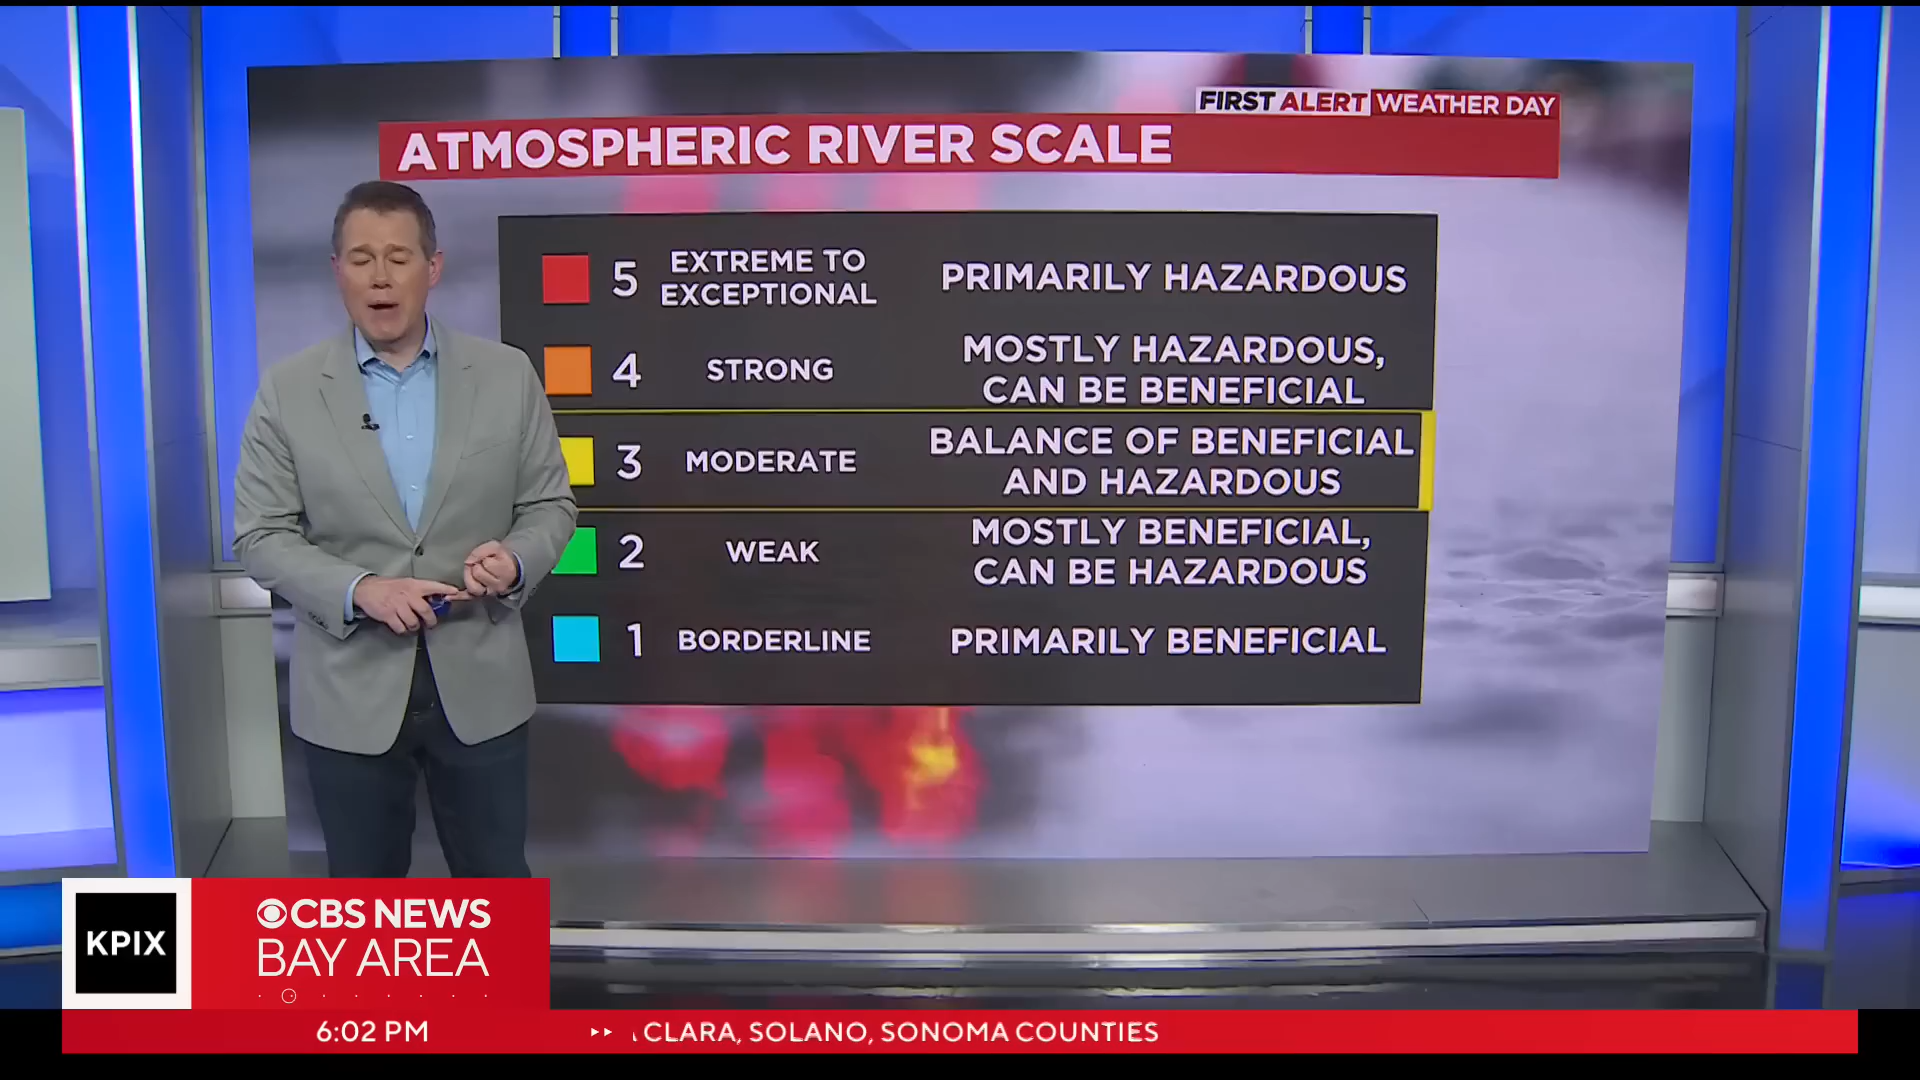 FIRST ALERT WEATHER DAY
ATMOSPHERIC RIVER SCALE
5 EXTREME TO EXCEPTIONAL PRIMARILY HAZARDOUS
4 STRONG MOSTLY HAZARDOUS, CAN BE BENEFICIAL
3 MODERATE BALANCE OF BENEFICIAL AND HAZARDOUS
2 WEAK MOSTLY BENEFICIAL, CAN BE HAZARDOUS
1 BORDERLINE PRIMARILY BENEFICIAL
KPIX
CBS NEWS
BAY AREA
6:02 PM
CLARA, SOLANO, SONOMA COUNTIES